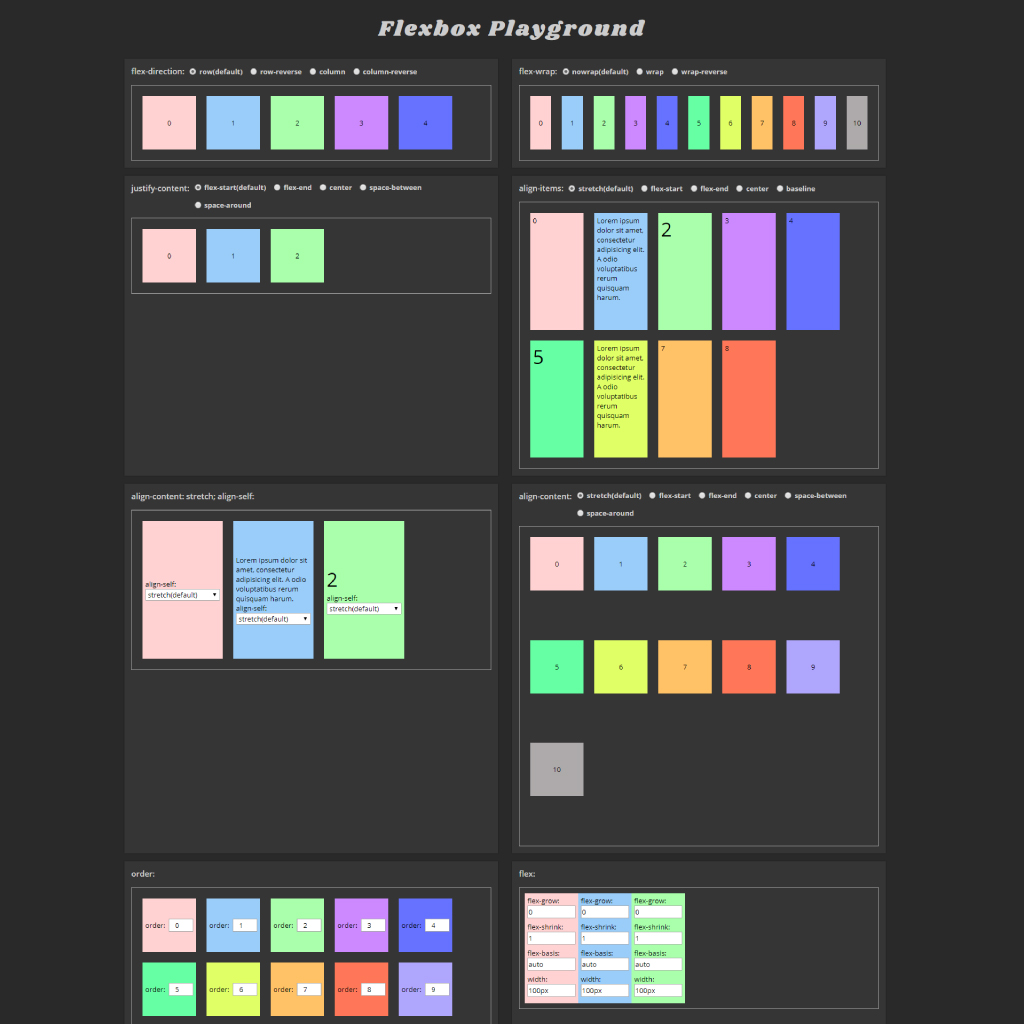 Flexbox Playground
flex-direction: row(default) row-reverse column column-reverse
0 1 2 3 4
flex-wrap: nowrap(default) wrap wrap-reverse
0 1 2 3 4 5 6 7 8 9 10
justify-content: flex-start(default) flex-end center space-between
space-around
0 1 2
align-items: stretch(default) flex-start flex-end center baseline
0
Lorem ipsum
dolor sit amet,
consectetur
adipisicing elit.
A odio
voluptatibus
rerum
quisquam
harum.
2
3
4
5
Lorem ipsum
dolor sit amet,
consectetur
adipisicing elit.
A odio
voluptatibus
rerum
quisquam
harum.
7
8
align-content: stretch; align-self:
align-self:
stretch(default)
Lorem ipsum dolor sit
amet, consectetur
adipisicing elit. A odio
voluptatibus rerum
quisquam harum.
align-self:
stretch(default)
2
align-self:
stretch(default)
align-content: stretch(default) flex-start flex-end center space-between
space-around
0 1 2 3 4
5 6 7 8 9
10
order:
order: 0 order: 1 order: 2 order: 3 order: 4
order: 5 order: 6 order: 7 order: 8 order: 9
flex:
flex-grow: flex-grow: flex-grow:
0 0 0
flex-shrink: flex-shrink: flex-shrink:
1 1 1
flex-basis: flex-basis: flex-basis:
auto auto auto
width: width: width:
100px 100px 100px